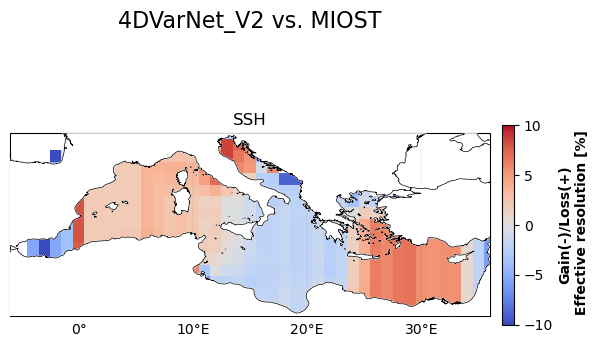 4DVarNet_V2 vs. MIOST
SSH
10
5
0
−5
−10
Gain(-)/Loss(+)
Effective resolution [%]
0°
10°E
20°E
30°E